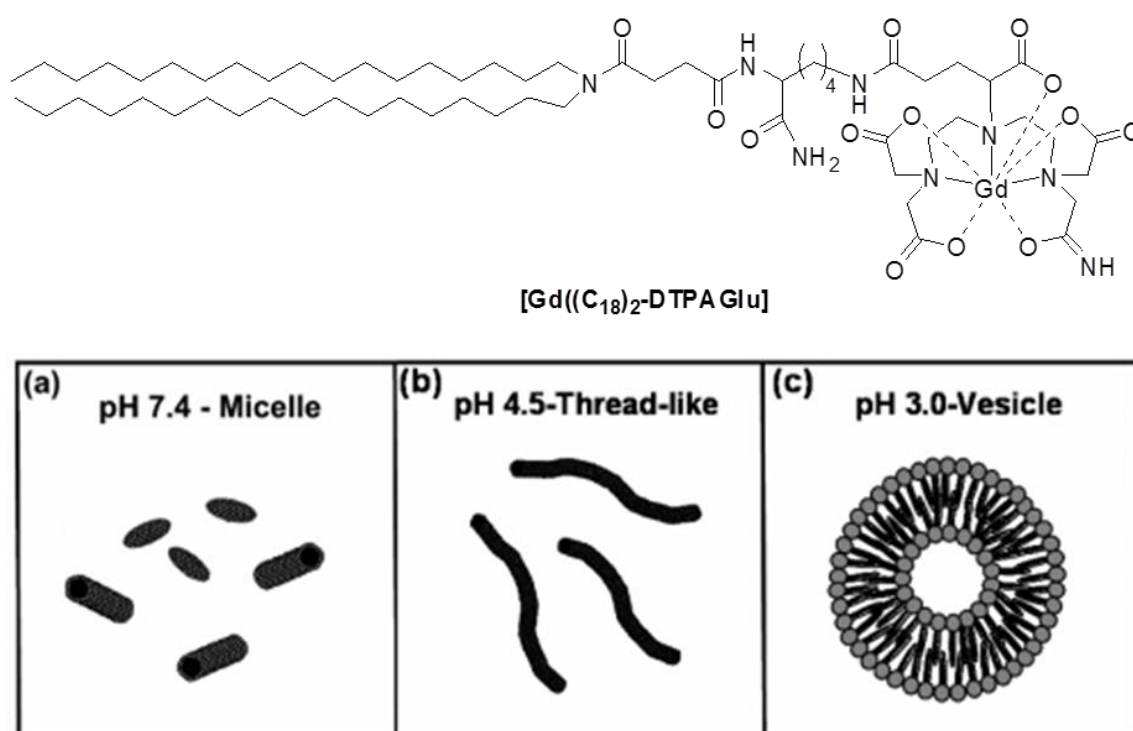 O
N
O
H
N
O
O
NH2
( )
4
N
H
O
O
O
N
O
O
O
O
N
Gd
N
O
O
O
O
NH
[Gd((C18)2-DTPAGlu]
(a)
pH 7.4 - Micelle
(b)
pH 4.5-Thread-like
(c)
pH 3.0-Vesicle